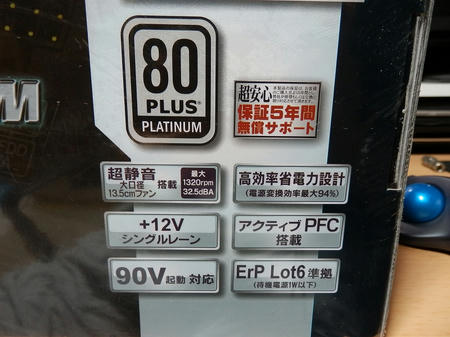 80
PLUS®
PLATINUM
超安心
保証5年間
無償サポート
超静音
大口径
13.5cmファン
搭載
最大
1320rpm
32.5dBA
高効率省電力設計
(電源変換効率最大94%)
+12V
シングルレーン
アクティブPFC
搭載
90V起動 対応
ErP Lot6 準拠
(待機電源1W以下)
M